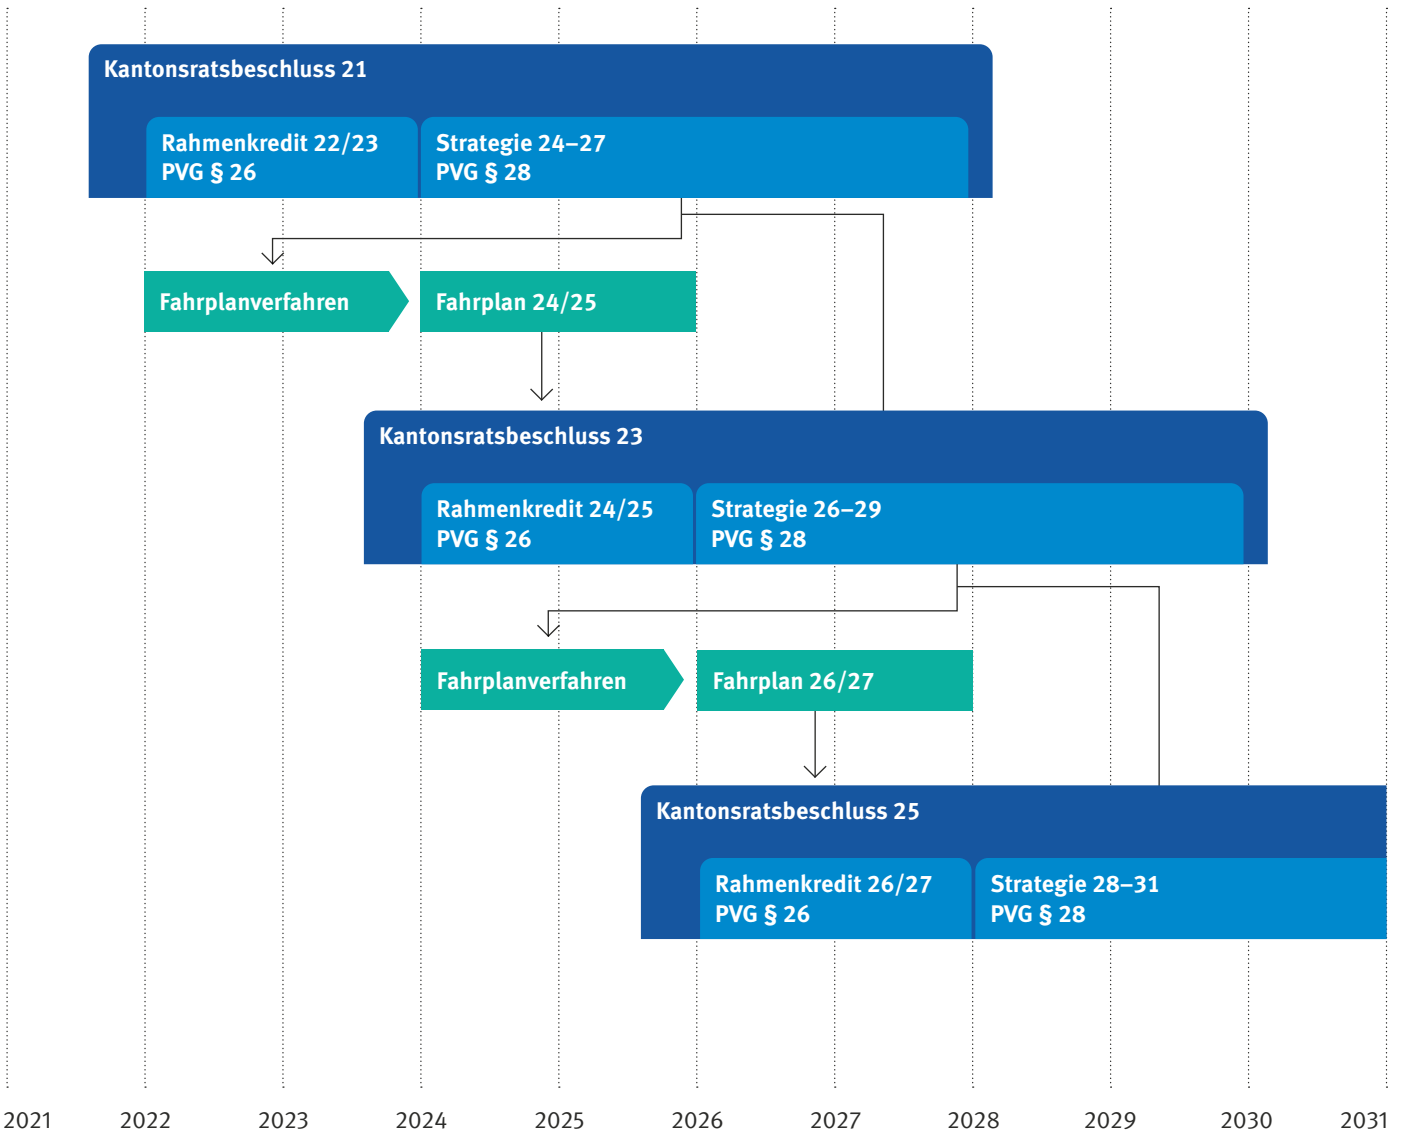 Kantonsratsbeschluss 21
Rahmenkredit 22/23
PVG § 26
Strategie 24–27
PVG § 28
Fahrplanverfahren
Fahrplan 24/25
Kantonsratsbeschluss 23
Rahmenkredit 24/25
PVG § 26
Strategie 26–29
PVG § 28
Fahrplanverfahren
Fahrplan 26/27
Kantonsratsbeschluss 25
Rahmenkredit 26/27
PVG § 26
Strategie 28–31
PVG § 28
2021 2022 2023 2024 2025 2026 2027 2028 2029 2030 2031